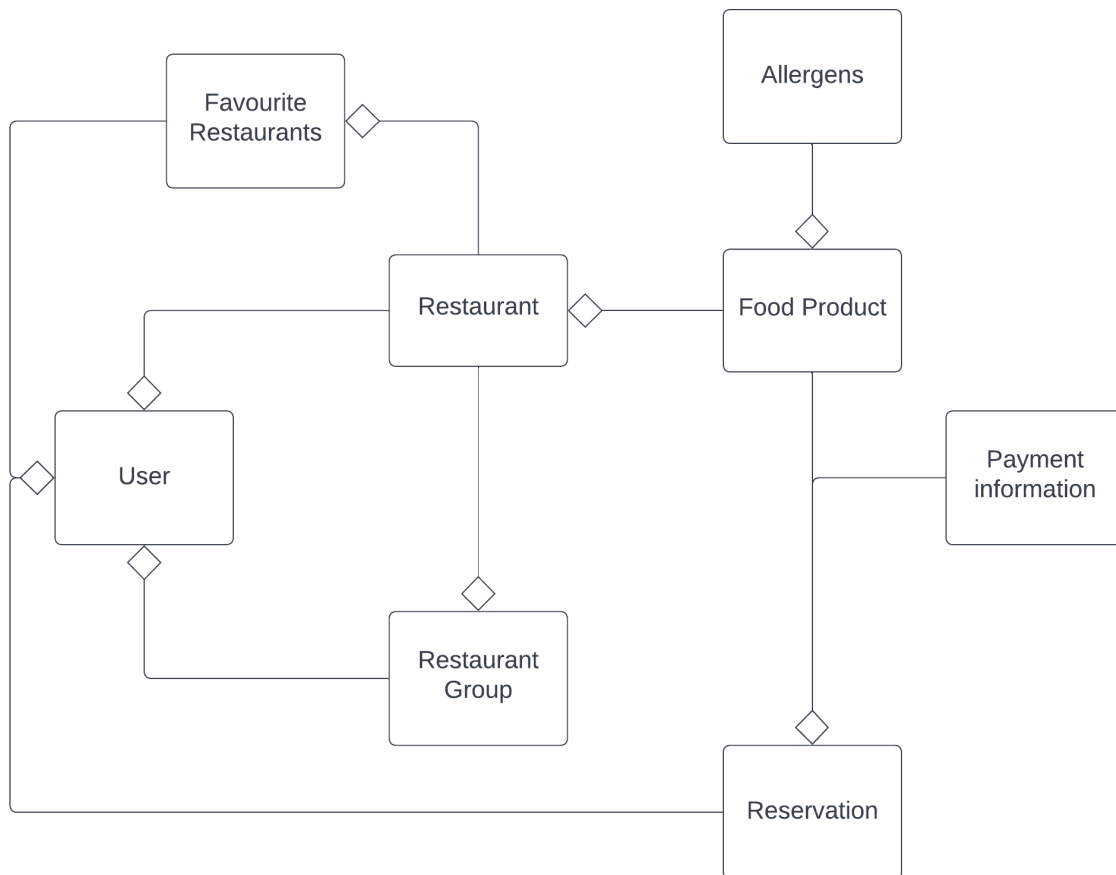 Allergens
Favourite
Restaurants
Restaurant
Food Product
User
Payment
information
Restaurant
Group
Reservation